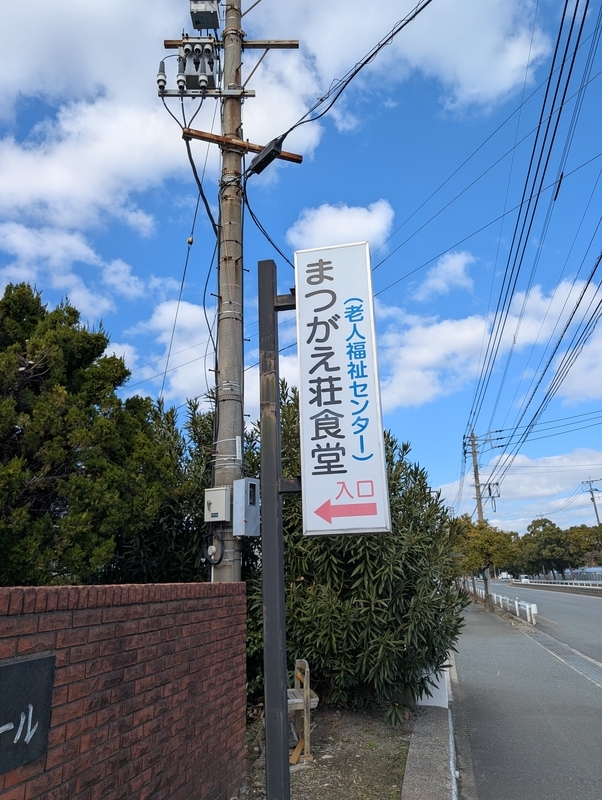 まつがえ荘食堂
(老人福祉センター)
入口
ール